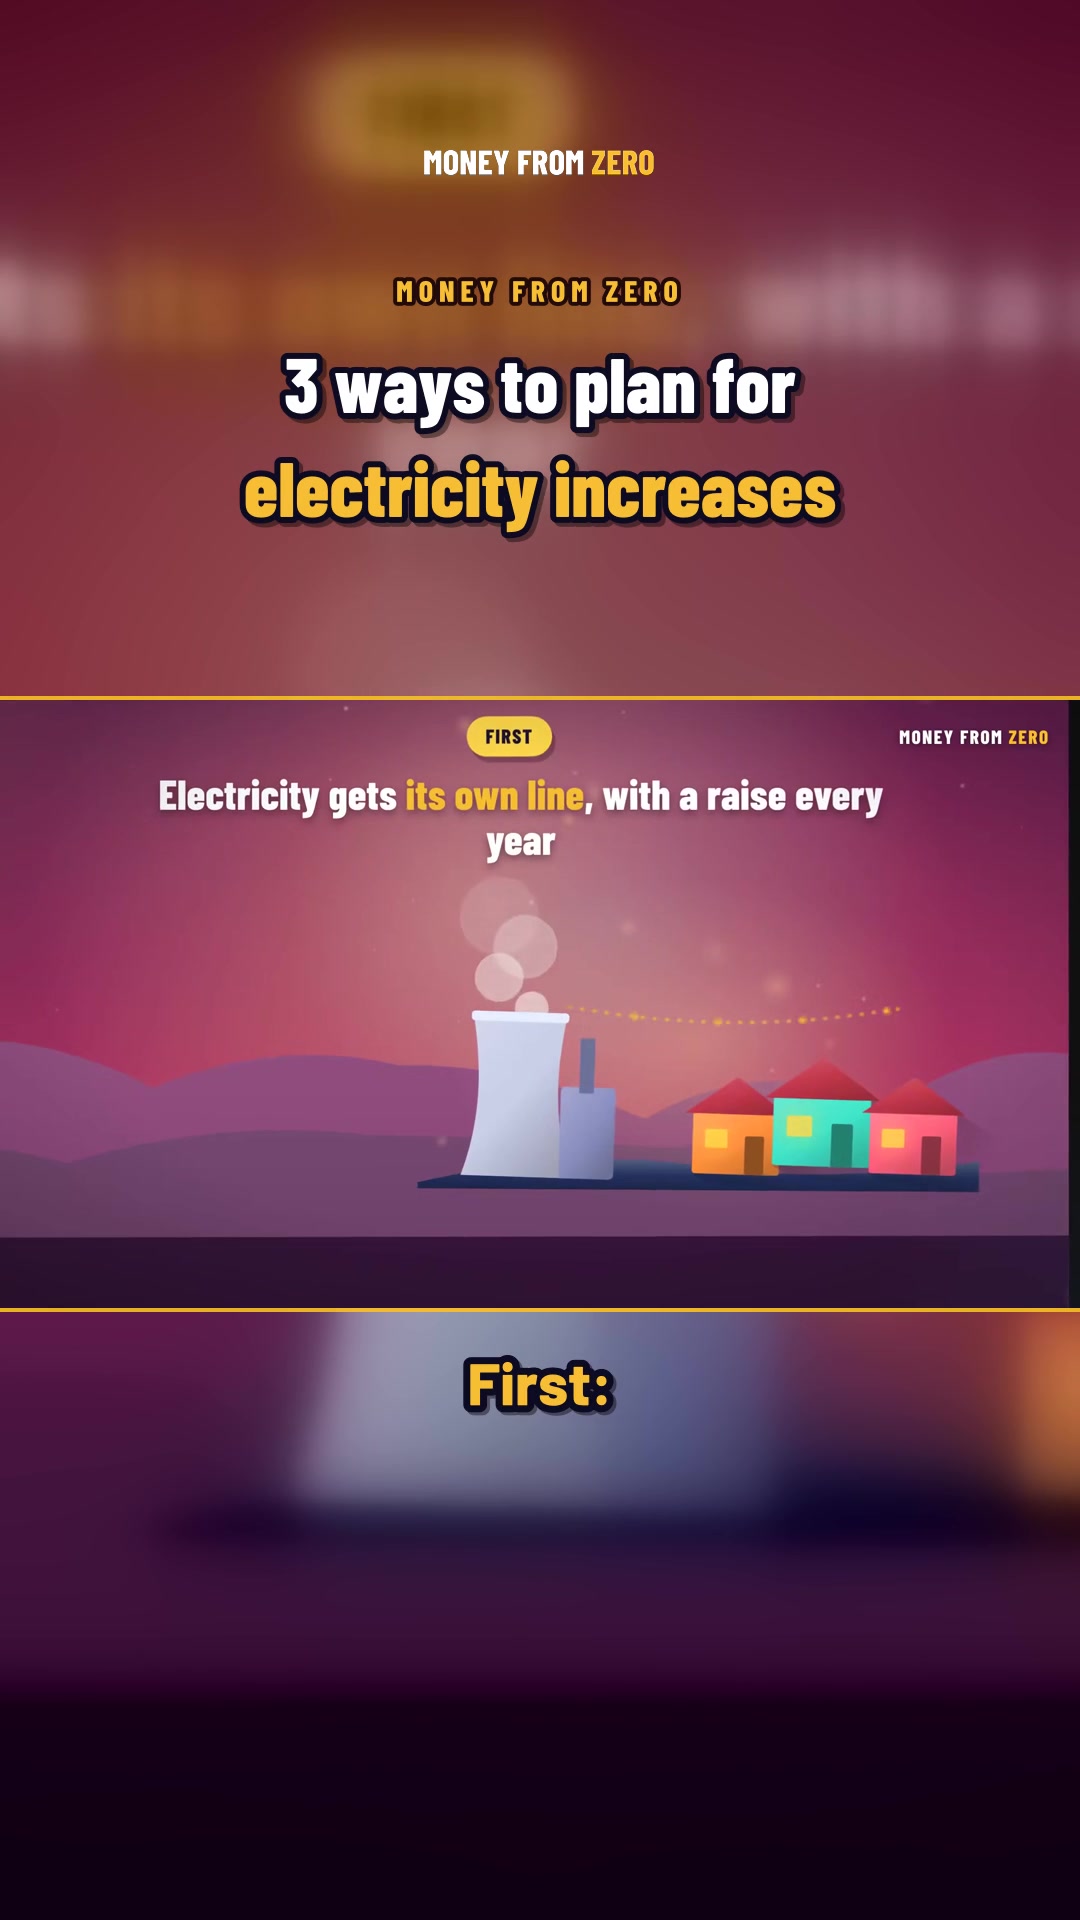 MONEY FROM ZERO
MONEY FROM ZERO
3 ways to plan for
electricity increases
FIRST
MONEY FROM ZERO
Electricity gets its own line, with a raise every
year
First: